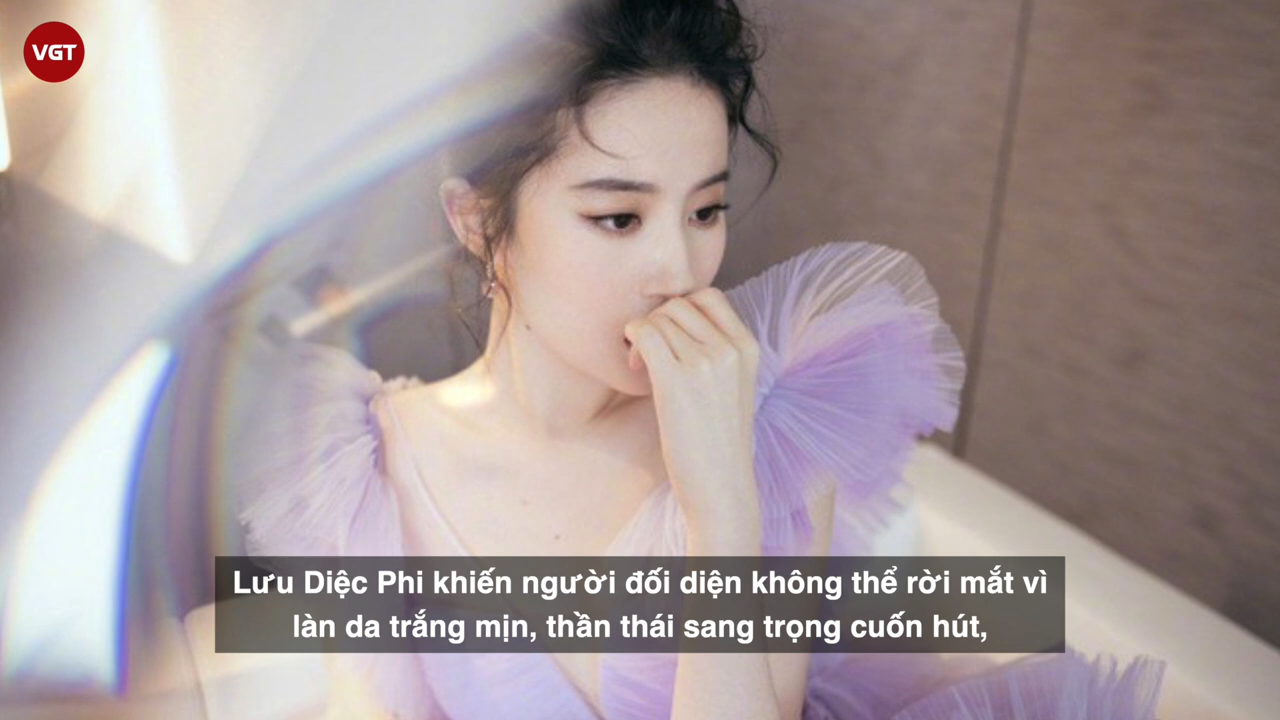 VGT
Lưu Diệc Phi khiến người đối diện không thể rời mắt vì
làn da trắng mịn, thần thái sang trọng cuốn hút,